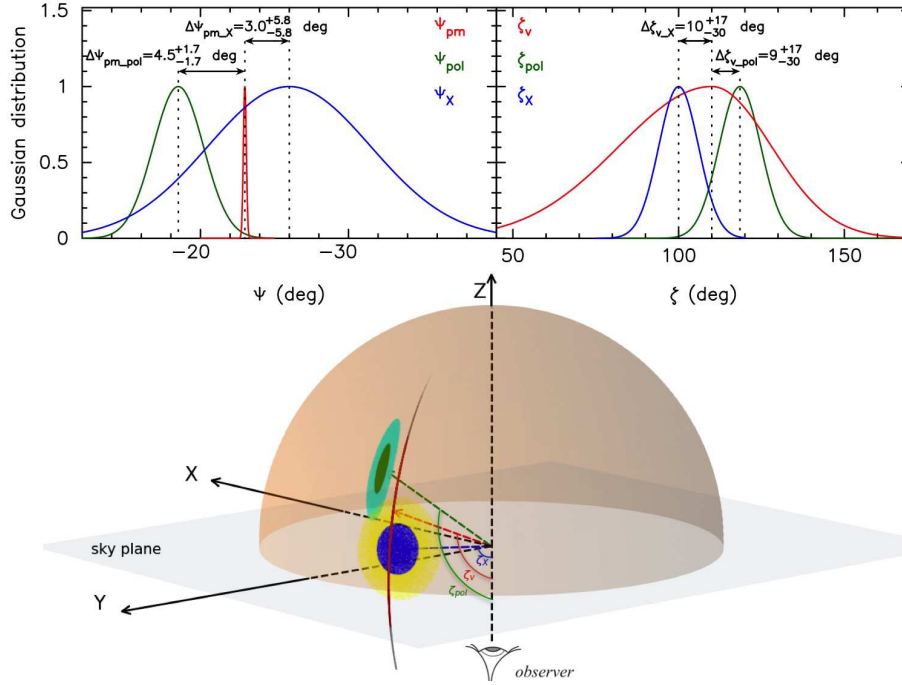 ΔΨpm_X=3.0+5.8−5.8 deg
ΔΨpm_pol=4.5+1.7−1.7 deg
Ψpm
Ψpol
ΨX
ζv
ζpol
ζX
Δζv_X=10+17−30 deg
Δζv_pol=9+17−30 deg
Gaussian distribution
1
0.5
0
−20 −30
50 100 150
Ψ (deg)
ζ (deg)
Z
X
sky plane
Y
ζX
ζv
ζpol
observer